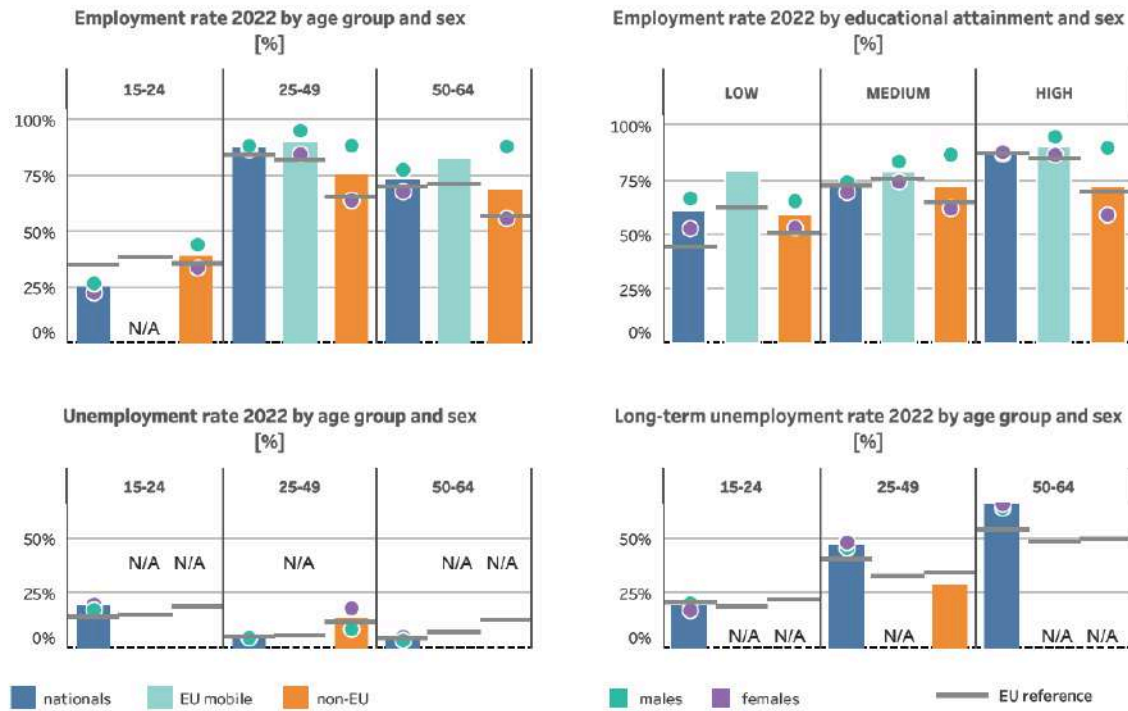 Employment rate 2022 by age group and sex
[%]
15-24 25-49 50-64
100%
75%
50%
25%
0%
N/A
Employment rate 2022 by educational attainment and sex
[%]
LOW MEDIUM HIGH
100%
75%
50%
25%
0%
Unemployment rate 2022 by age group and sex
[%]
15-24 25-49 50-64
50%
N/A N/A N/A N/A N/A
25%
0%
Long-term unemployment rate 2022 by age group and sex
[%]
15-24 25-49 50-64
50%
25%
0%
N/A N/A N/A N/A N/A
nationals EU mobile non-EU
males females EU reference